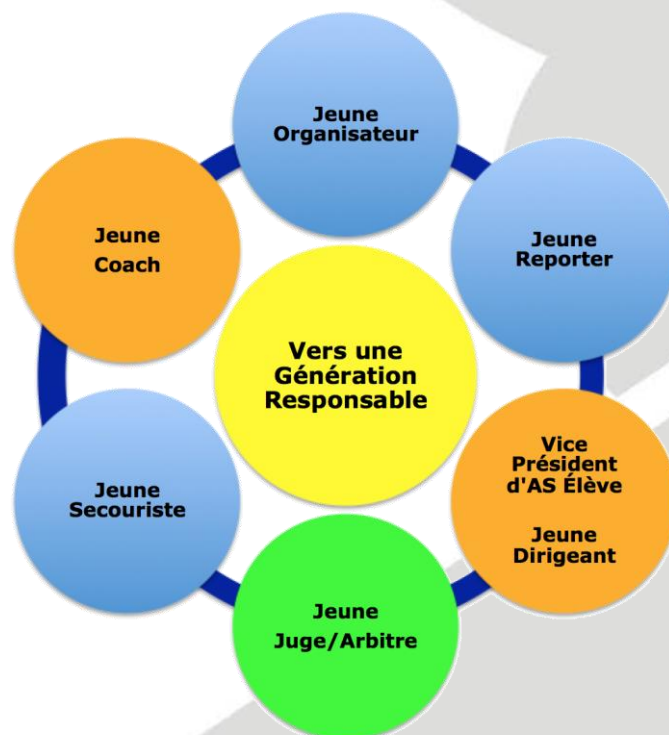 Jeune
Organisateur
Jeune
Coach
Jeune
Reporter
Vers une
Génération
Responsable
Vice
Président
d'AS Élève
Jeune
Dirigeant
Jeune
Secouriste
Jeune
Juge/Arbitre